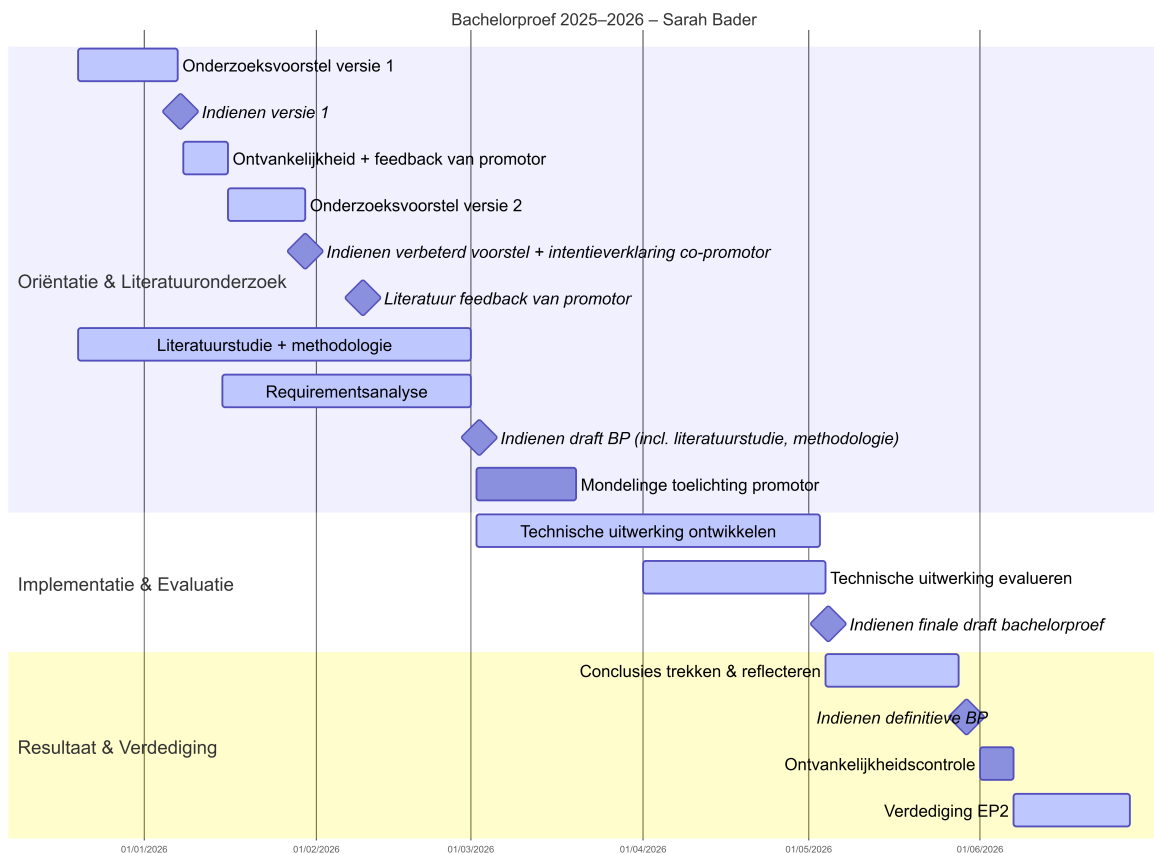 Bachelorproef 2025–2026 – Sarah Bader
Onderzoeksvoorstel versie 1
Indienen versie 1
Ontvankelijkheid + feedback van promotor
Onderzoeksvoorstel versie 2
Indienen verbeterd voorstel + intentieverklaring co-promotor
Oriëntatie & Literatuuronderzoek
Literatuur feedback van promotor
Literatuurstudie + methodologie
Requirementsanalyse
Indienen draft BP (incl. literatuurstudie, methodologie)
Mondelinge toelichting promotor
Technische uitwerking ontwikkelen
Implementatie & Evaluatie
Technische uitwerking evalueren
Indienen finale draft bachelorproef
Conclusies trekken & reflecteren
Indienen definitieve BP
Resultaat & Verdediging
Ontvankelijkheidscontrole
Verdediging EP2
01/01/2026 01/02/2026 01/03/2026 01/04/2026 01/05/2026 01/06/2026